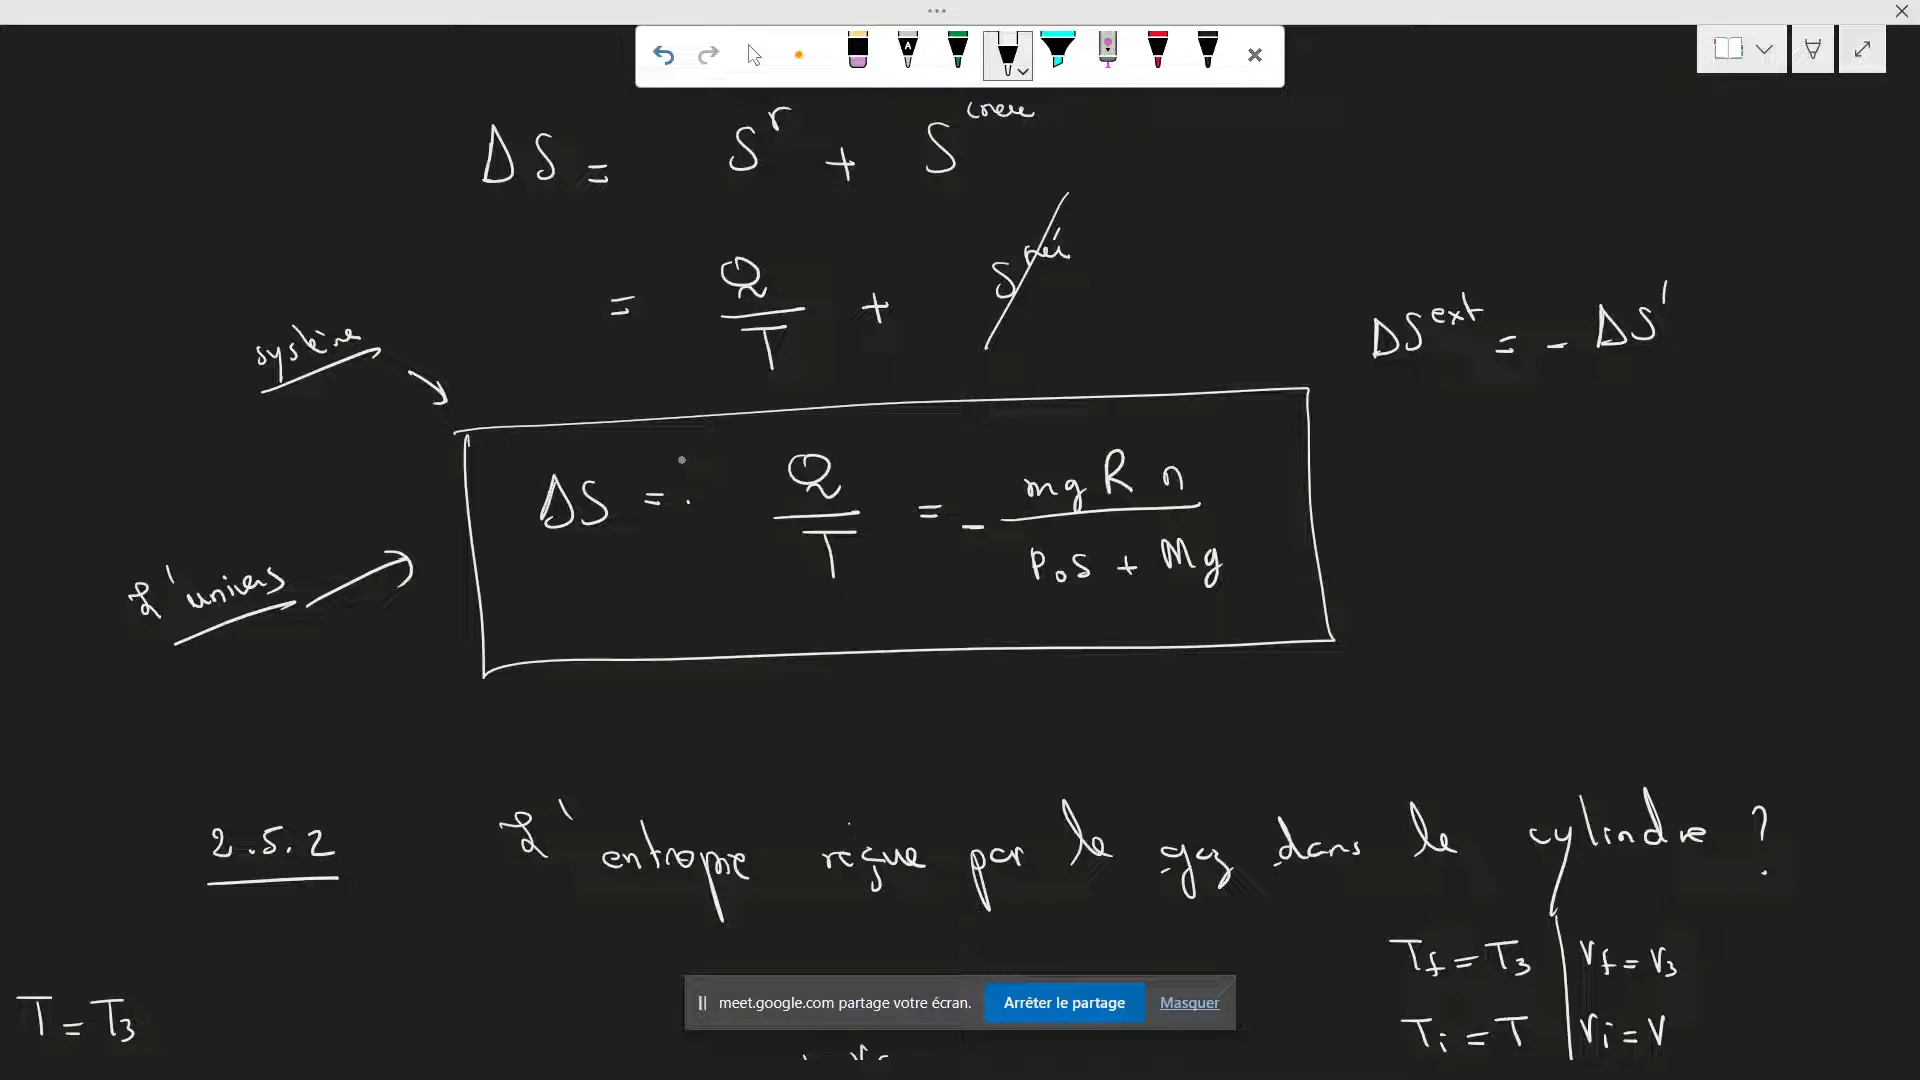 ΔS = S^r + S^créée
= Q/T + S
système
ΔS^ext = - ΔS'
ΔS = Q/T = - mgRn / (P₀S + Mg)
L'univers
2.5.2 L'entropie reçue par le gaz dans le cylindre ?
T_f = T₃ | V_f = V₃
meet.google.com partage votre écran. Arrêter le partage Masquer
T = T₃
T_i = T | V_i = V